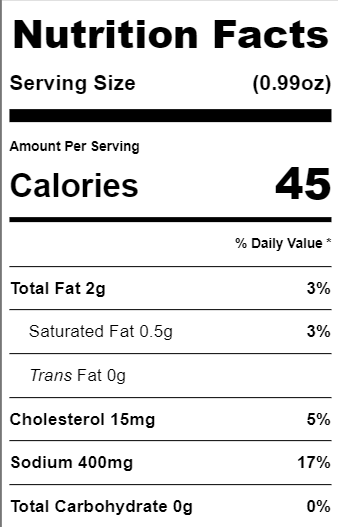 Nutrition Facts
Serving Size (0.99oz)
Amount Per Serving
Calories 45
% Daily Value *
Total Fat 2g 3%
Saturated Fat 0.5g 3%
Trans Fat 0g
Cholesterol 15mg 5%
Sodium 400mg 17%
Total Carbohydrate 0g 0%